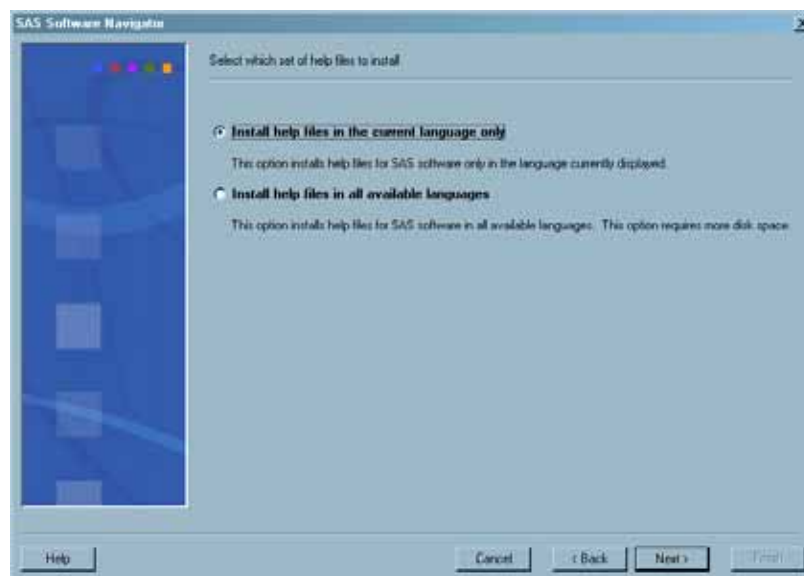 SAS Software Navigator
Select which set of help files to install
Install help files in the current language only
This option installs help files for SAS software only in the language currently displayed.
Install help files in all available languages
This option installs help files for SAS software in all available languages. This option requires more disk space.
Help
Cancel
< Back
Next >
Finish